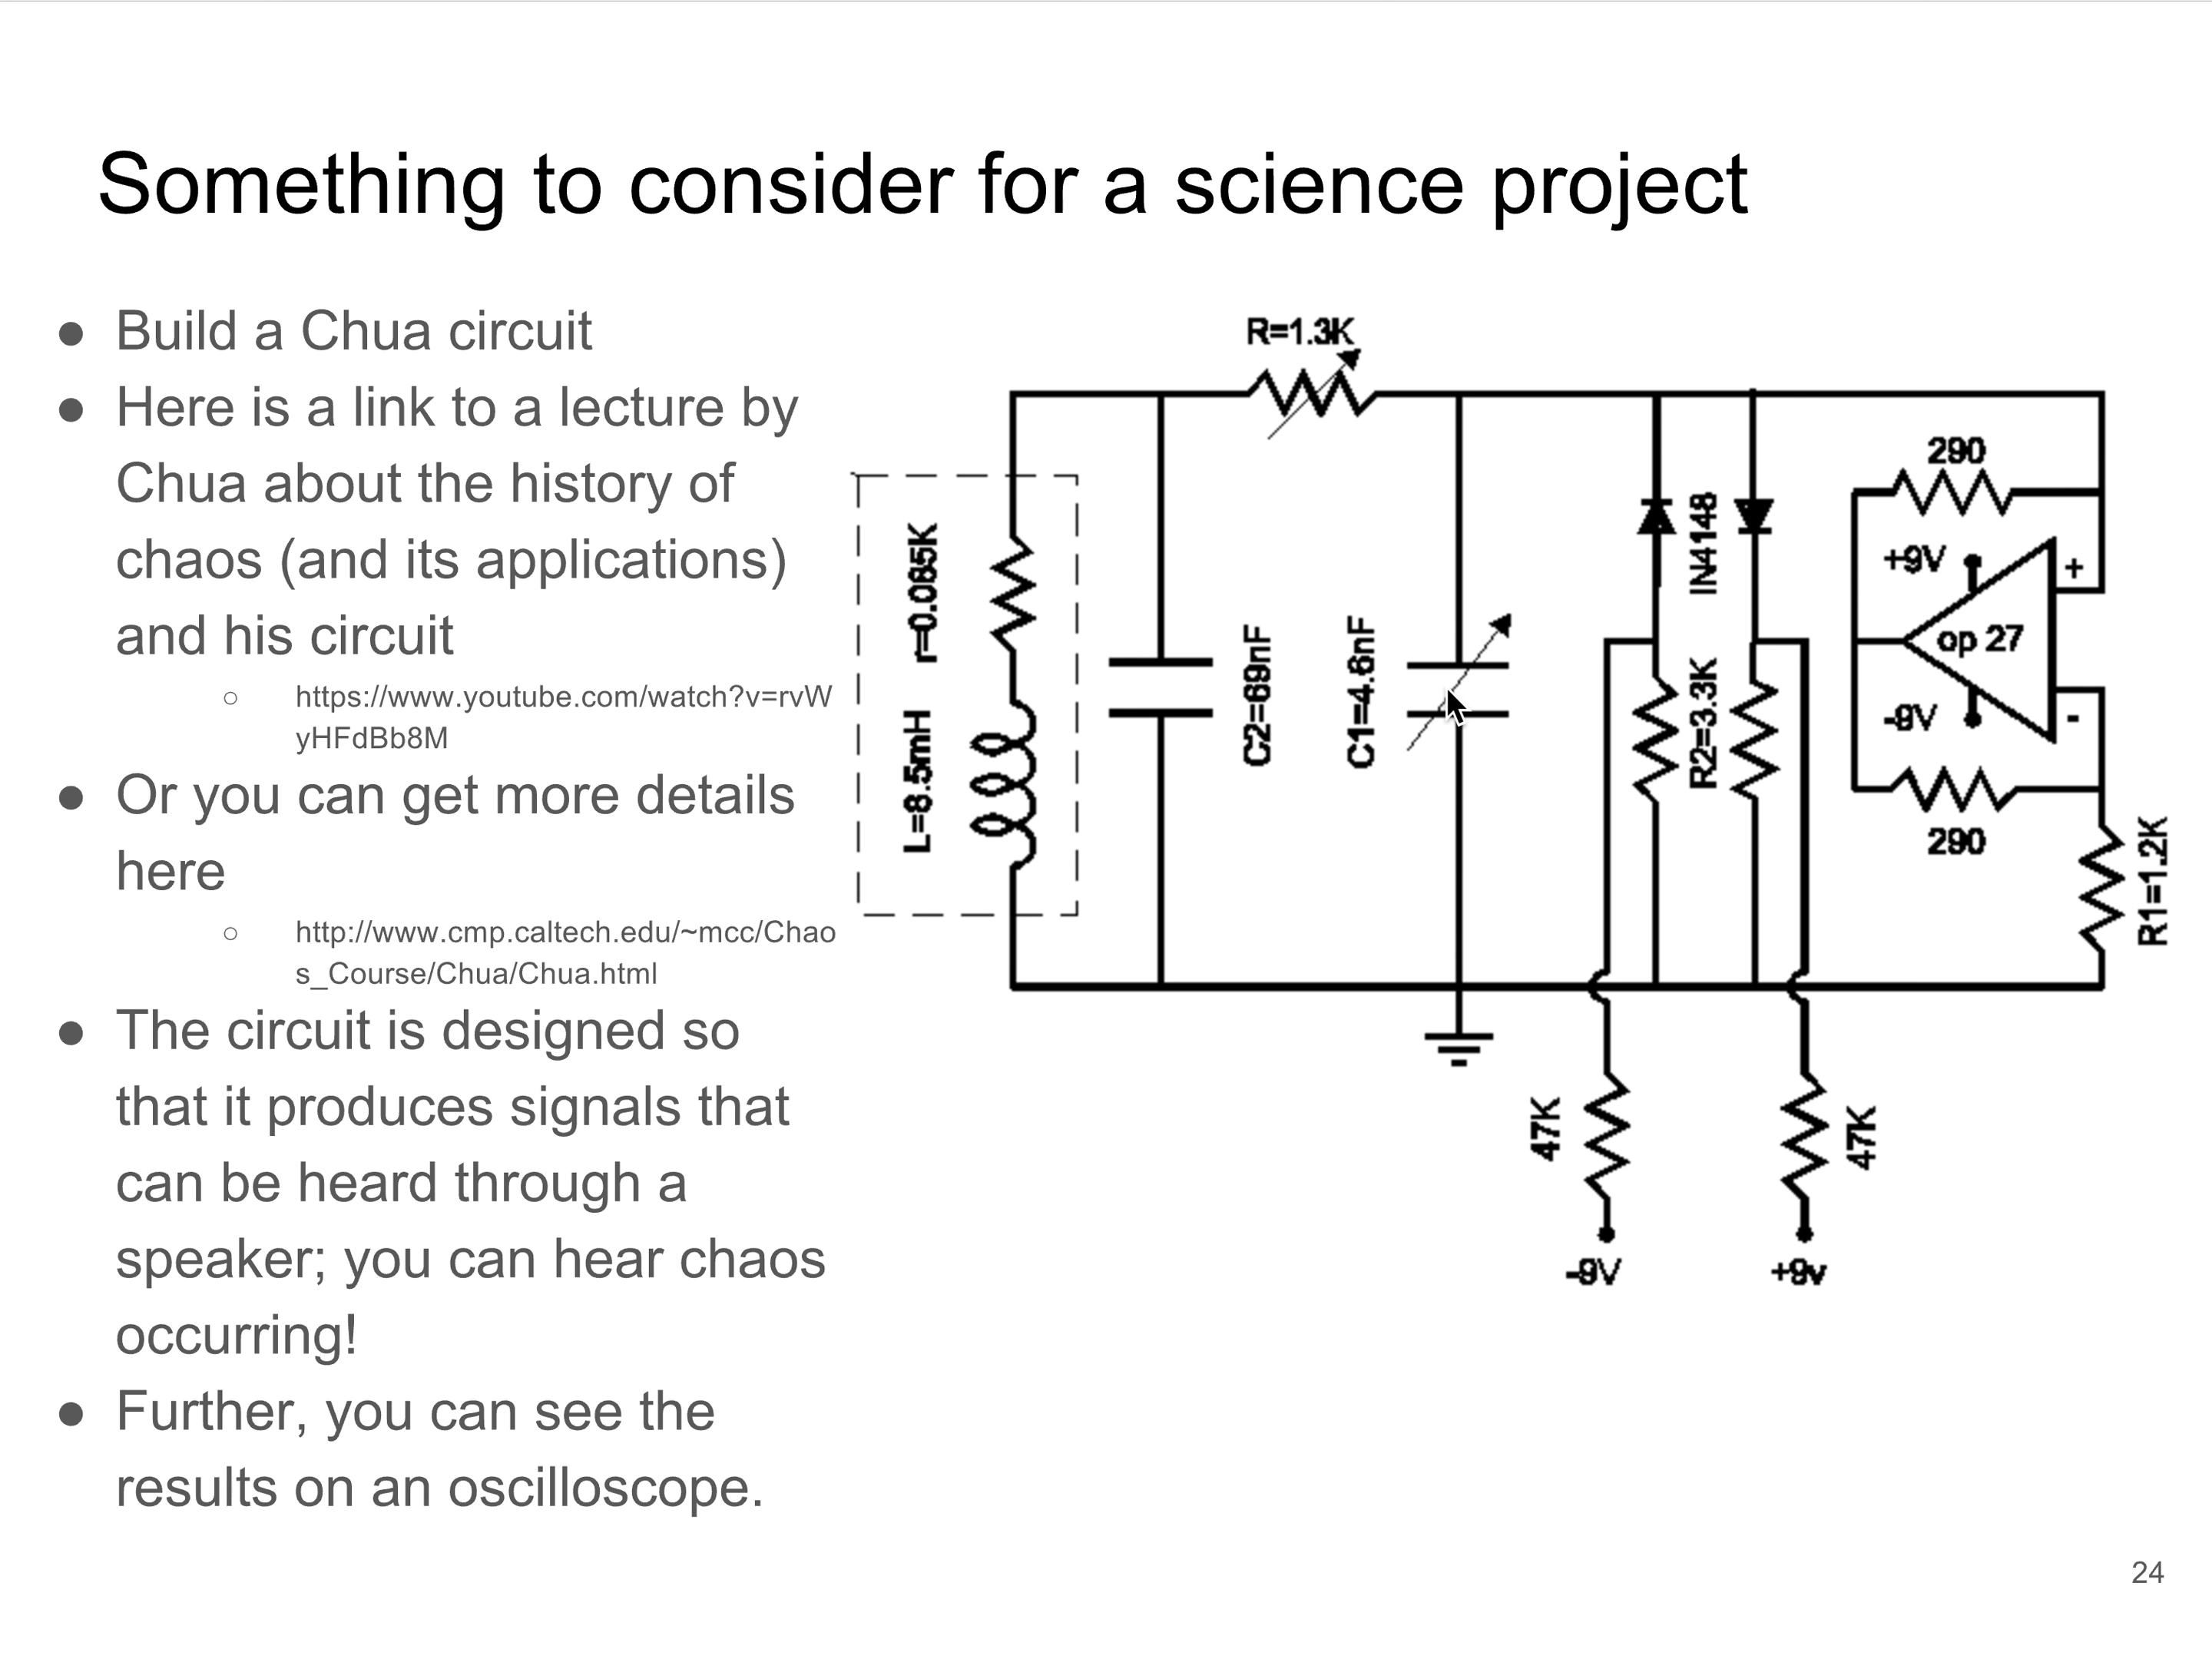 Something to consider for a science project
● Build a Chua circuit
● Here is a link to a lecture by
Chua about the history of
chaos (and its applications)
and his circuit
○ https://www.youtube.com/watch?v=rvW
yHFdBb8M
● Or you can get more details
here
○ http://www.cmp.caltech.edu/~mcc/Chao
s_Course/Chua/Chua.html
● The circuit is designed so
that it produces signals that
can be heard through a
speaker; you can hear chaos
occurring!
● Further, you can see the
results on an oscilloscope.
R=1.3K
L=8.5mH r=0.085K
C2=69nF
C1=4.6nF
IN4148
R2=3.3K
290
+9V
+
op 27
-9V
-
290
R1=1.2K
47K
47K
-9V
+9v
24